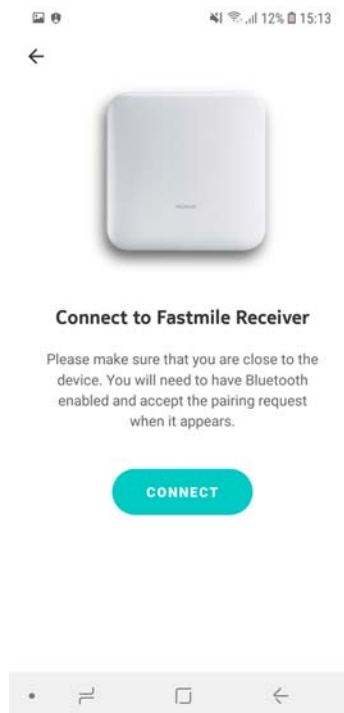 12% 15:13
Connect to Fastmile Receiver
Please make sure that you are close to the
device. You will need to have Bluetooth
enabled and accept the pairing request
when it appears.
CONNECT